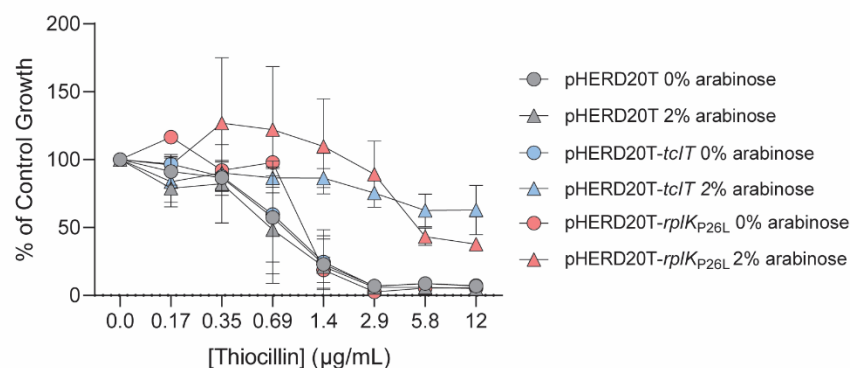 200
150
100
50
0
% of Control Growth
0.0 0.17 0.35 0.69 1.4 2.9 5.8 12
[Thiocillin] (µg/mL)
pHERD20T 0% arabinose
pHERD20T 2% arabinose
pHERD20T-tclT 0% arabinose
pHERD20T-tclT 2% arabinose
pHERD20T-rplKP26L 0% arabinose
pHERD20T-rplKP26L 2% arabinose